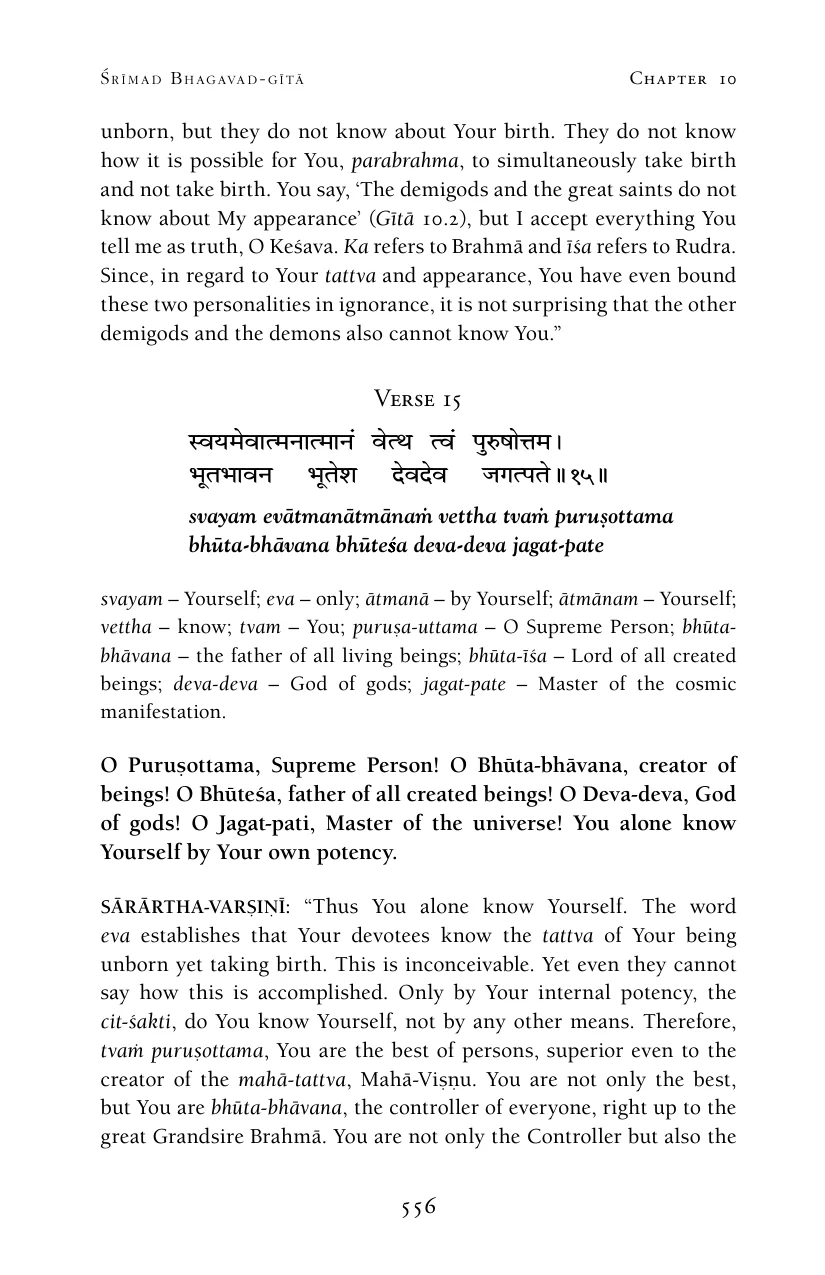 Śrīmad Bhagavad-gītā Chapter 10
unborn, but they do not know about Your birth. They do not know
how it is possible for You, parabrahma, to simultaneously take birth
and not take birth. You say, ‘The demigods and the great saints do not
know about My appearance’ (Gītā 10.2), but I accept everything You
tell me as truth, O Keśava. Ka refers to Brahmā and īśa refers to Rudra.
Since, in regard to Your tattva and appearance, You have even bound
these two personalities in ignorance, it is not surprising that the other
demigods and the demons also cannot know You.”
Verse 15
स्वयमेवात्मनात्मानं वेत्थ त्वं पुरुषोत्तम।
भूतभावन भूतेश देवदेव जगत्पते॥१५॥
svayam evātmanātmānaṁ vettha tvaṁ puruṣottama
bhūta-bhāvana bhūteśa deva-deva jagat-pate
svayam – Yourself; eva – only; ātmanā – by Yourself; ātmānam – Yourself;
vettha – know; tvam – You; puruṣa-uttama – O Supreme Person; bhūta-
bhāvana – the father of all living beings; bhūta-īśa – Lord of all created
beings; deva-deva – God of gods; jagat-pate – Master of the cosmic
manifestation.
O Puruṣottama, Supreme Person! O Bhūta-bhāvana, creator of
beings! O Bhūteśa, father of all created beings! O Deva-deva, God
of gods! O Jagat-pati, Master of the universe! You alone know
Yourself by Your own potency.
SĀRĀRTHA-VARṢIṆĪ: “Thus You alone know Yourself. The word
eva establishes that Your devotees know the tattva of Your being
unborn yet taking birth. This is inconceivable. Yet even they cannot
say how this is accomplished. Only by Your internal potency, the
cit-śakti, do You know Yourself, not by any other means. Therefore,
tvaṁ puruṣottama, You are the best of persons, superior even to the
creator of the mahā-tattva, Mahā-Viṣṇu. You are not only the best,
but You are bhūta-bhāvana, the controller of everyone, right up to the
great Grandsire Brahmā. You are not only the Controller but also the
556